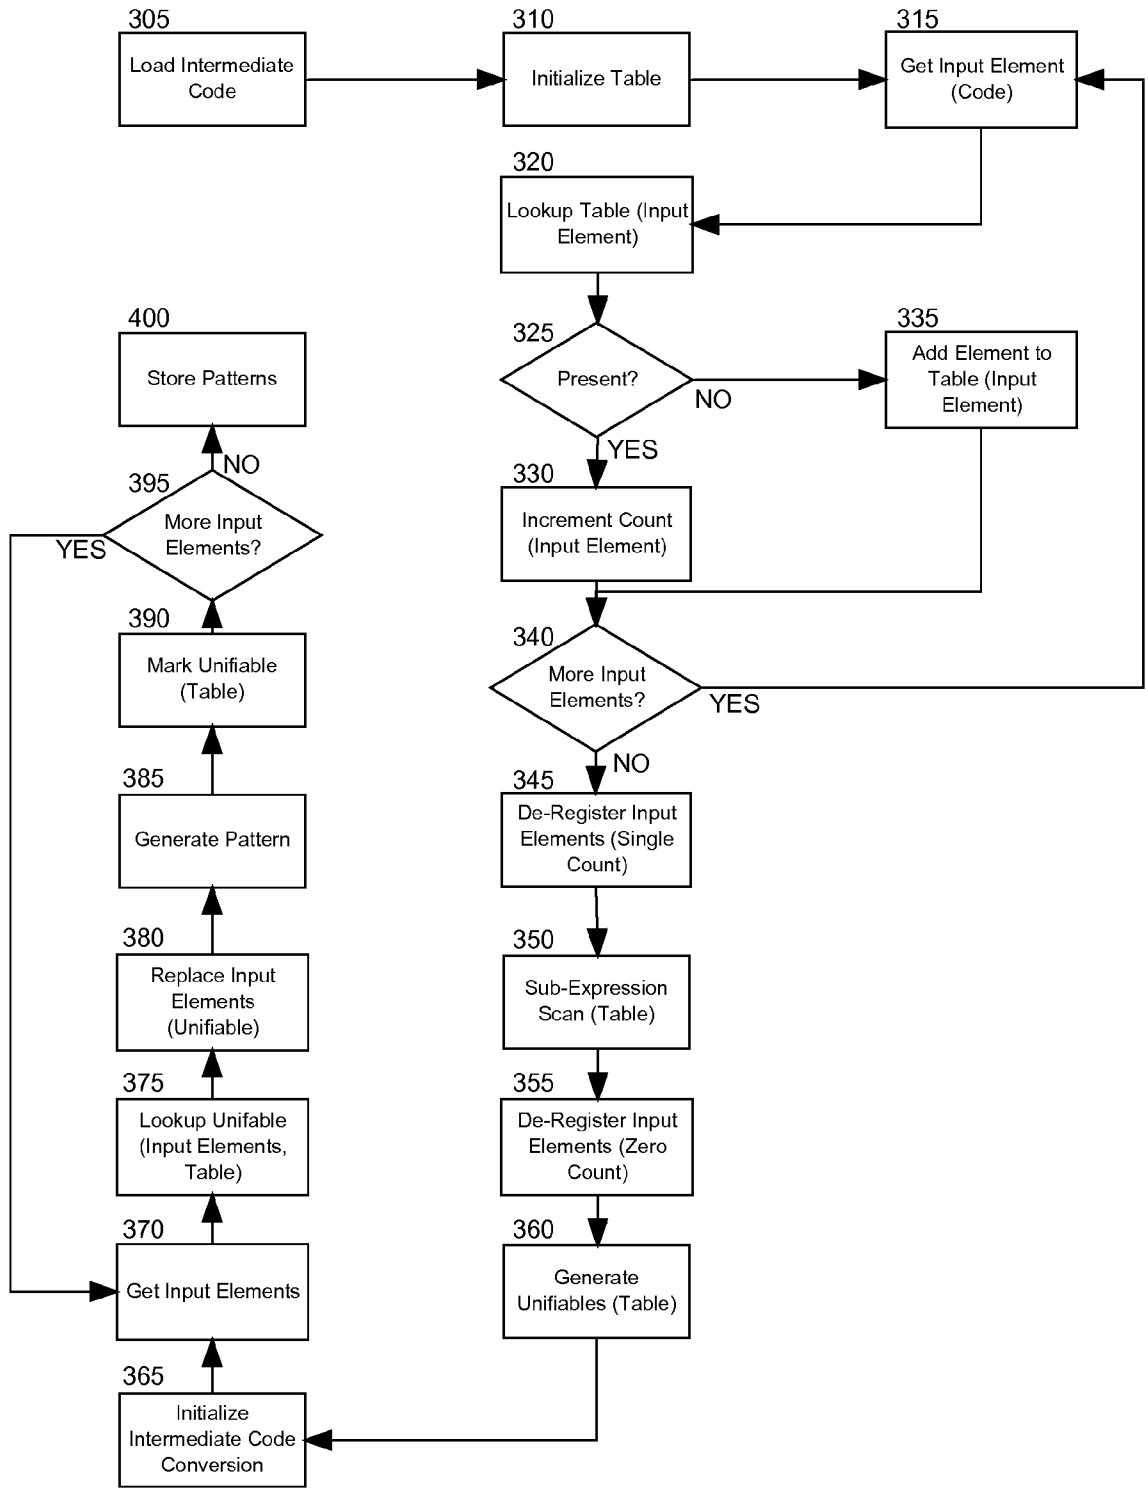 305
Load Intermediate
Code
310
Initialize Table
315
Get Input Element
(Code)
320
Lookup Table (Input
Element)
325
Present?
NO
YES
335
Add Element to
Table (Input
Element)
330
Increment Count
(Input Element)
340
More Input
Elements?
YES
NO
345
De-Register Input
Elements (Single
Count)
350
Sub-Expression
Scan (Table)
355
De-Register Input
Elements (Zero
Count)
360
Generate
Unifiables (Table)
365
Initialize
Intermediate Code
Conversion
370
Get Input Elements
375
Lookup Unifable
(Input Elements,
Table)
380
Replace Input
Elements
(Unifiable)
385
Generate Pattern
390
Mark Unifiable
(Table)
395
More Input
Elements?
YES
NO
400
Store Patterns